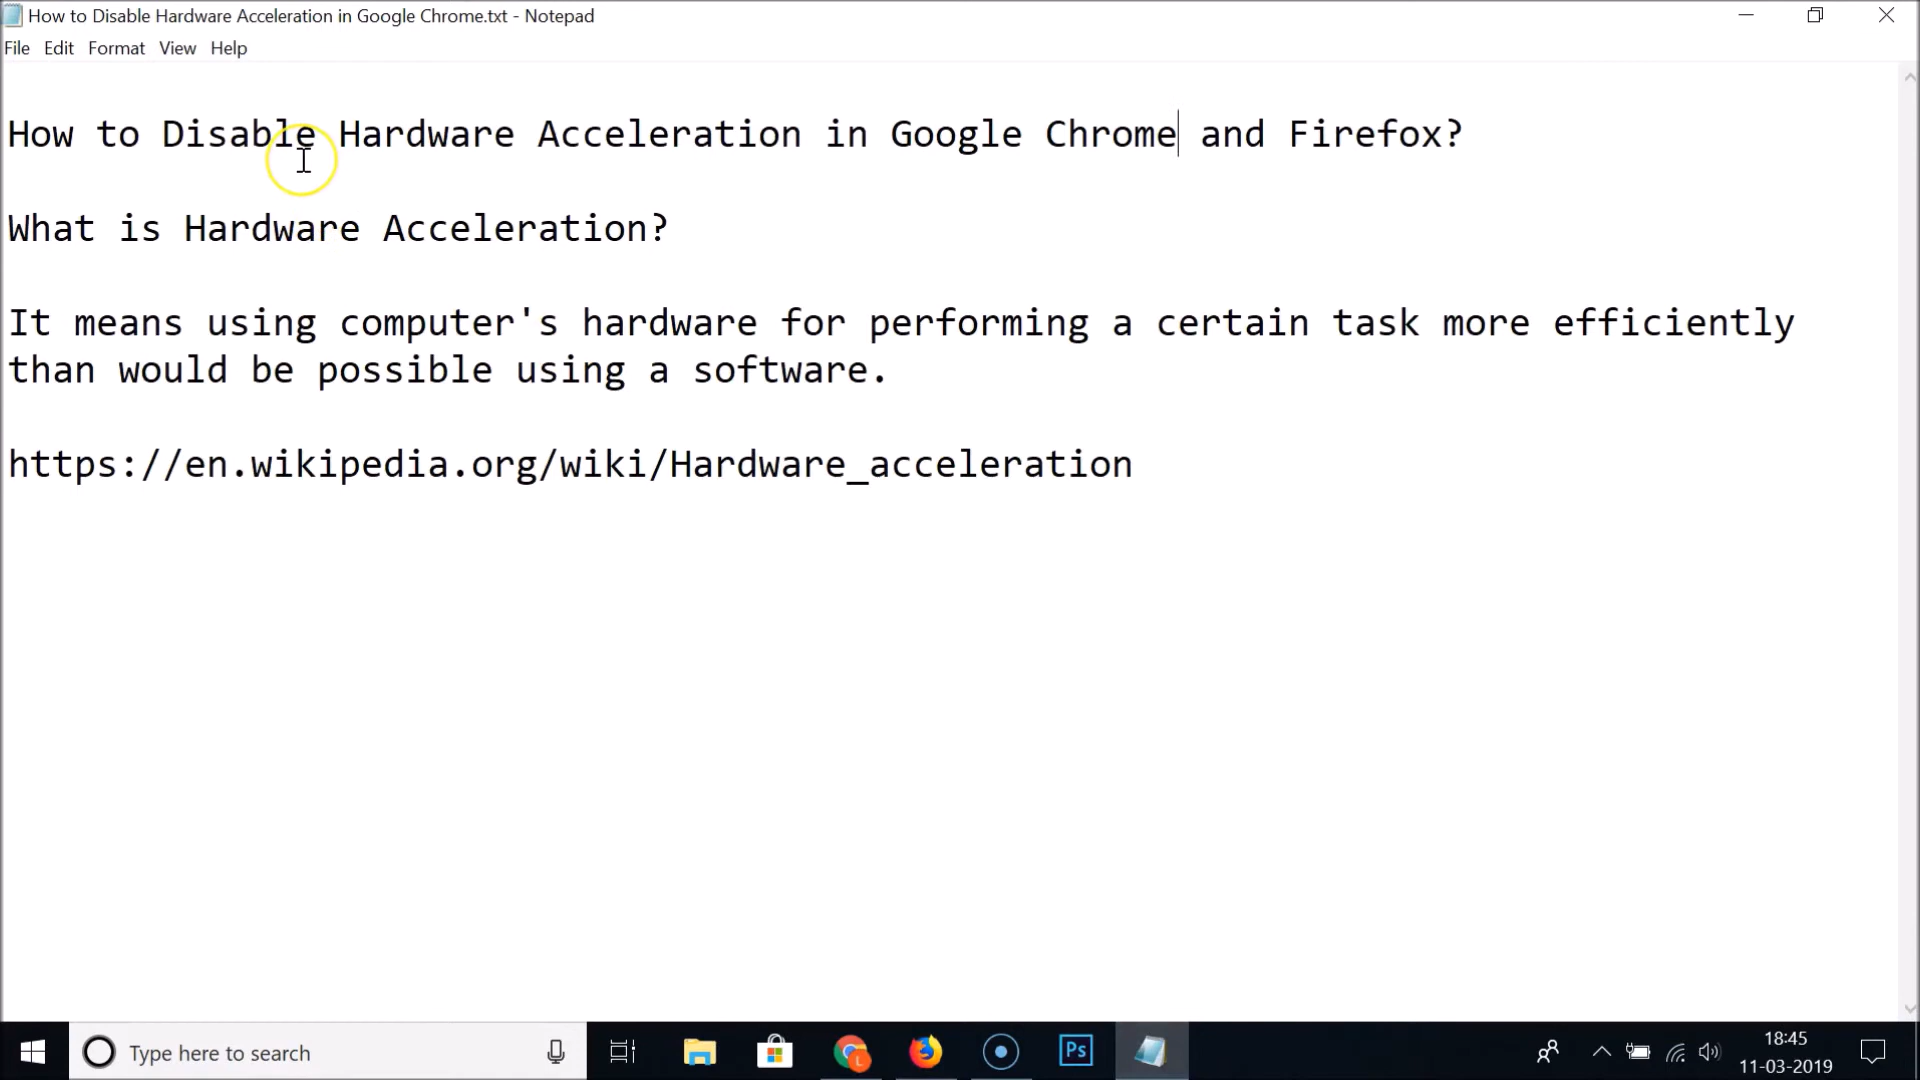 How to Disable Hardware Acceleration in Google Chrome.txt - Notepad
File Edit Format View Help
How to Disable Hardware Acceleration in Google Chrome and Firefox?
What is Hardware Acceleration?
It means using computer's hardware for performing a certain task more efficiently
than would be possible using a software.
https://en.wikipedia.org/wiki/Hardware_acceleration
Type here to search
L
Ps
18:45
11-03-2019